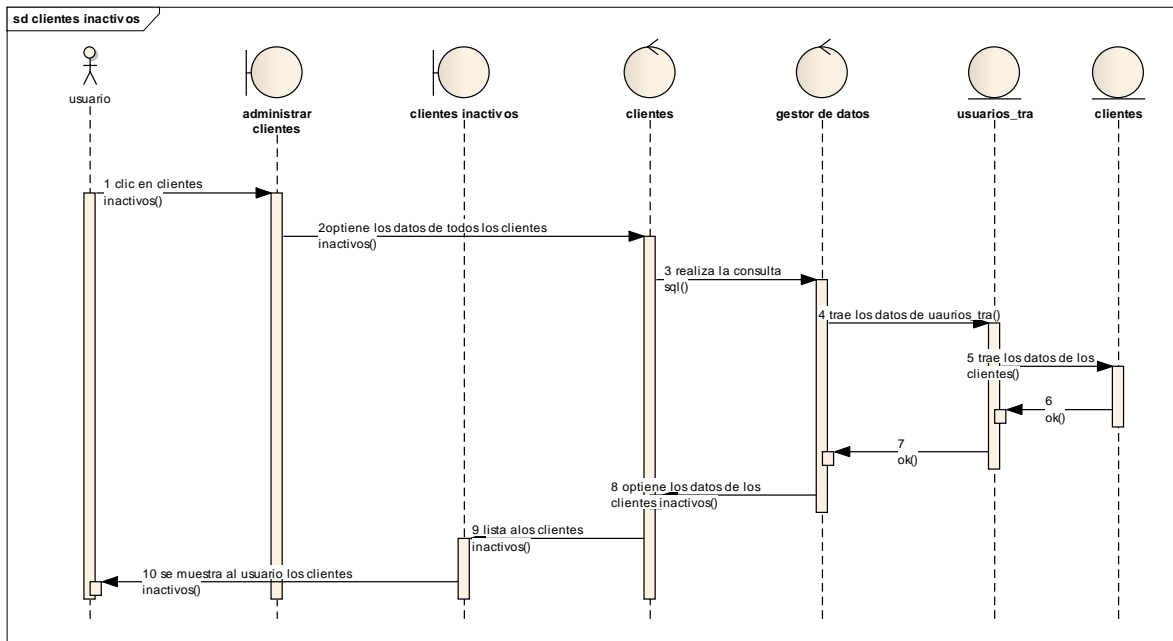 sd clientes inactivos
usuario
administrar
clientes
clientes inactivos
clientes
gestor de datos
usuarios_tra
clientes
1 clic en clientes
inactivos()
2optiene los datos de todos los clientes
inactivos()
3 realiza la consulta
sql()
4 trae los datos de uaurios_tra()
5 trae los datos de los
clientes()
6
ok()
7
ok()
8 optiene los datos de los
clientes inactivos()
9 lista alos clientes
inactivos()
10 se muestra al usuario los clientes
inactivos()